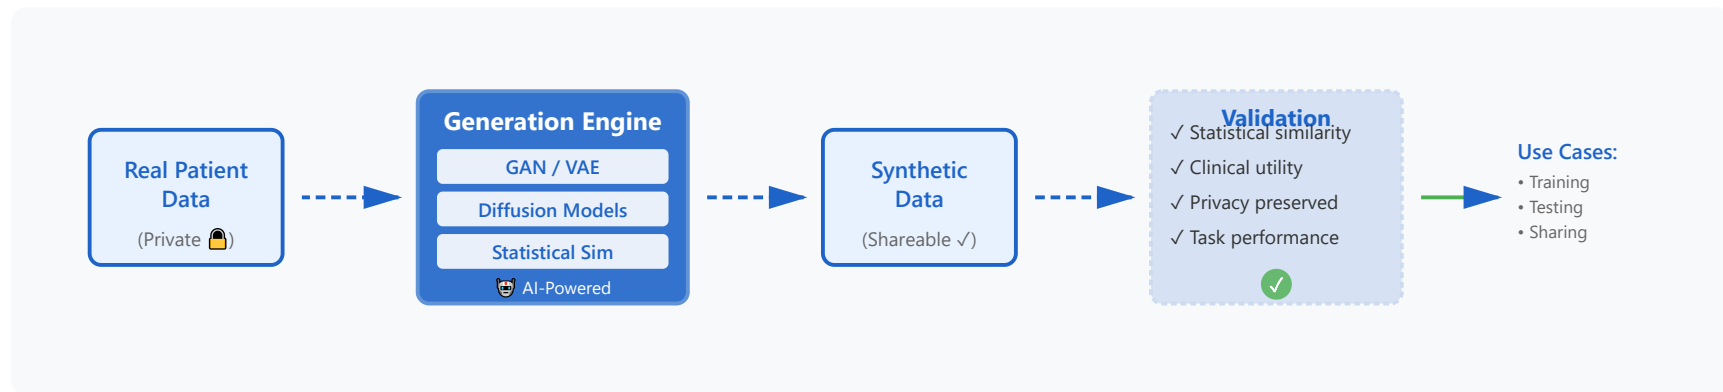 Real Patient
Data
(Private 🔒)
Generation Engine
GAN / VAE
Diffusion Models
Statistical Sim
🤖 AI-Powered
Synthetic
Data
(Shareable ✓)
Validation
✓ Statistical similarity
✓ Clinical utility
✓ Privacy preserved
✓ Task performance
✓
Use Cases:
• Training
• Testing
• Sharing